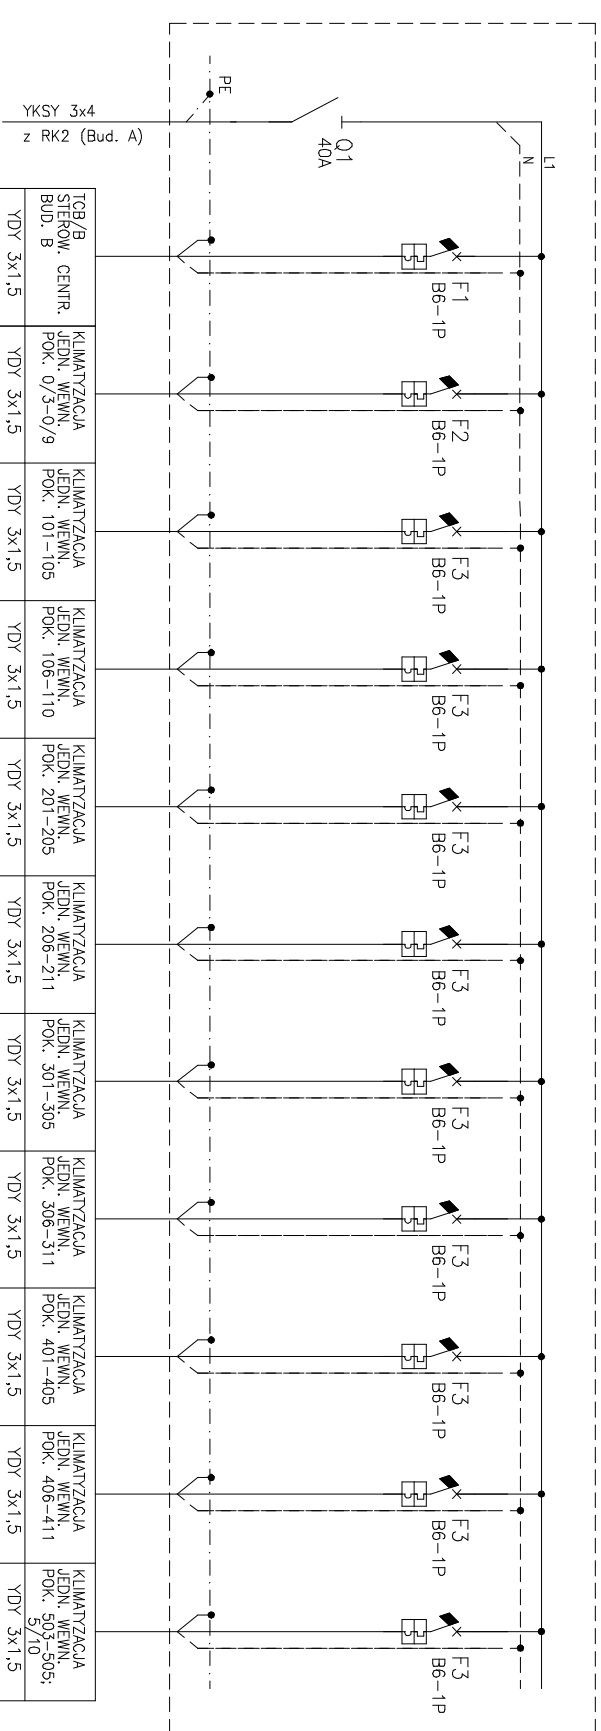 PE
YKSY 3x4
z RK2 (Bud. A)
Q1
40A
L1
N
F1
B6-1P
F2
B6-1P
F3
B6-1P
F3
B6-1P
F3
B6-1P
F3
B6-1P
F3
B6-1P
F3
B6-1P
F3
B6-1P
F3
B6-1P
F3
B6-1P
TCB/B
STEROW. CENTR.
BUD. B
YDY 3x1,5
KLIMATYZACJA
JEDN. WEWN.
POK. 0/3-0/9
YDY 3x1,5
KLIMATYZACJA
JEDN. WEWN.
POK. 101-105
YDY 3x1,5
KLIMATYZACJA
JEDN. WEWN.
POK. 106-110
YDY 3x1,5
KLIMATYZACJA
JEDN. WEWN.
POK. 201-205
YDY 3x1,5
KLIMATYZACJA
JEDN. WEWN.
POK. 206-211
YDY 3x1,5
KLIMATYZACJA
JEDN. WEWN.
POK. 301-305
YDY 3x1,5
KLIMATYZACJA
JEDN. WEWN.
POK. 306-311
YDY 3x1,5
KLIMATYZACJA
JEDN. WEWN.
POK. 401-405
YDY 3x1,5
KLIMATYZACJA
JEDN. WEWN.
POK. 406-411
YDY 3x1,5
KLIMATYZACJA
JEDN. WEWN.
POK. 503-505;
5/10
YDY 3x1,5